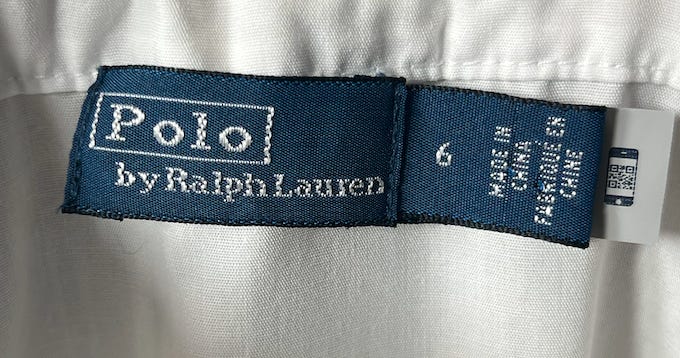 Polo
by Ralph Lauren
6
MADE IN
CHINA
FABRIQUE EN
CHINE